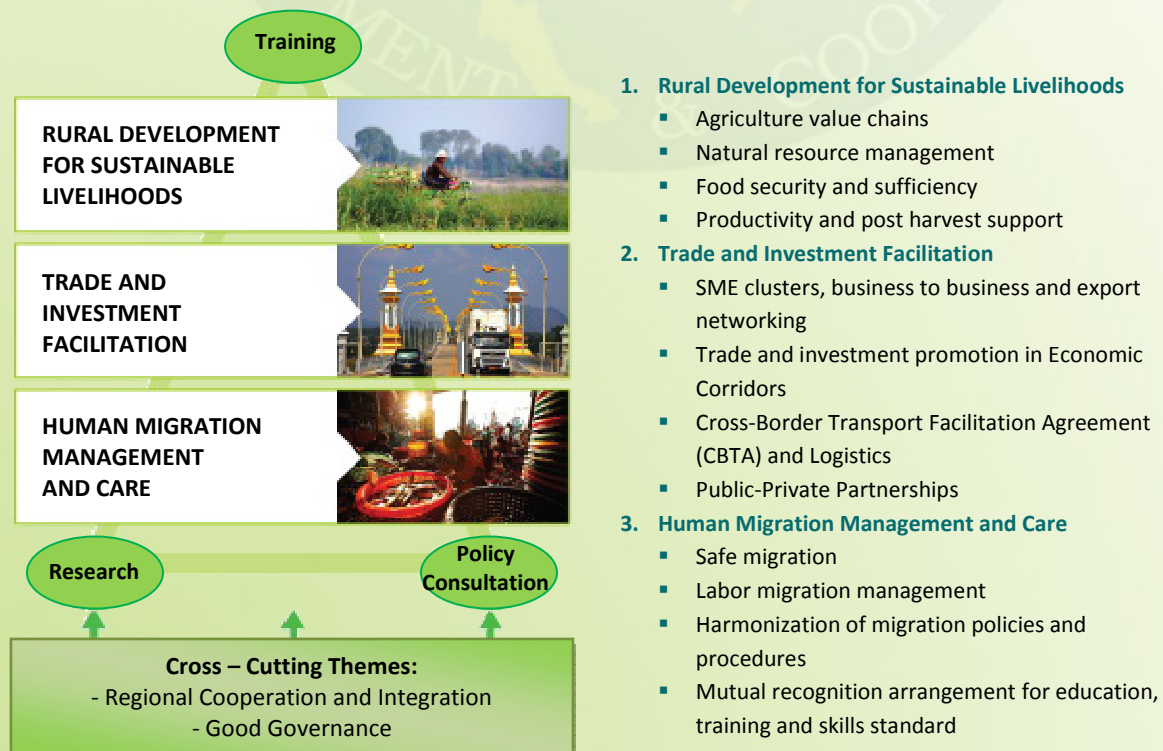 Training
RURAL DEVELOPMENT
FOR SUSTAINABLE
LIVELIHOODS
TRADE AND
INVESTMENT
FACILITATION
HUMAN MIGRATION
MANAGEMENT
AND CARE
Research
Policy
Consultation
Cross – Cutting Themes:
- Regional Cooperation and Integration
- Good Governance
MENT & COOP
1. Rural Development for Sustainable Livelihoods
▪ Agriculture value chains
▪ Natural resource management
▪ Food security and sufficiency
▪ Productivity and post harvest support
2. Trade and Investment Facilitation
▪ SME clusters, business to business and export
networking
▪ Trade and investment promotion in Economic
Corridors
▪ Cross-Border Transport Facilitation Agreement
(CBTA) and Logistics
▪ Public-Private Partnerships
3. Human Migration Management and Care
▪ Safe migration
▪ Labor migration management
▪ Harmonization of migration policies and
procedures
▪ Mutual recognition arrangement for education,
training and skills standard